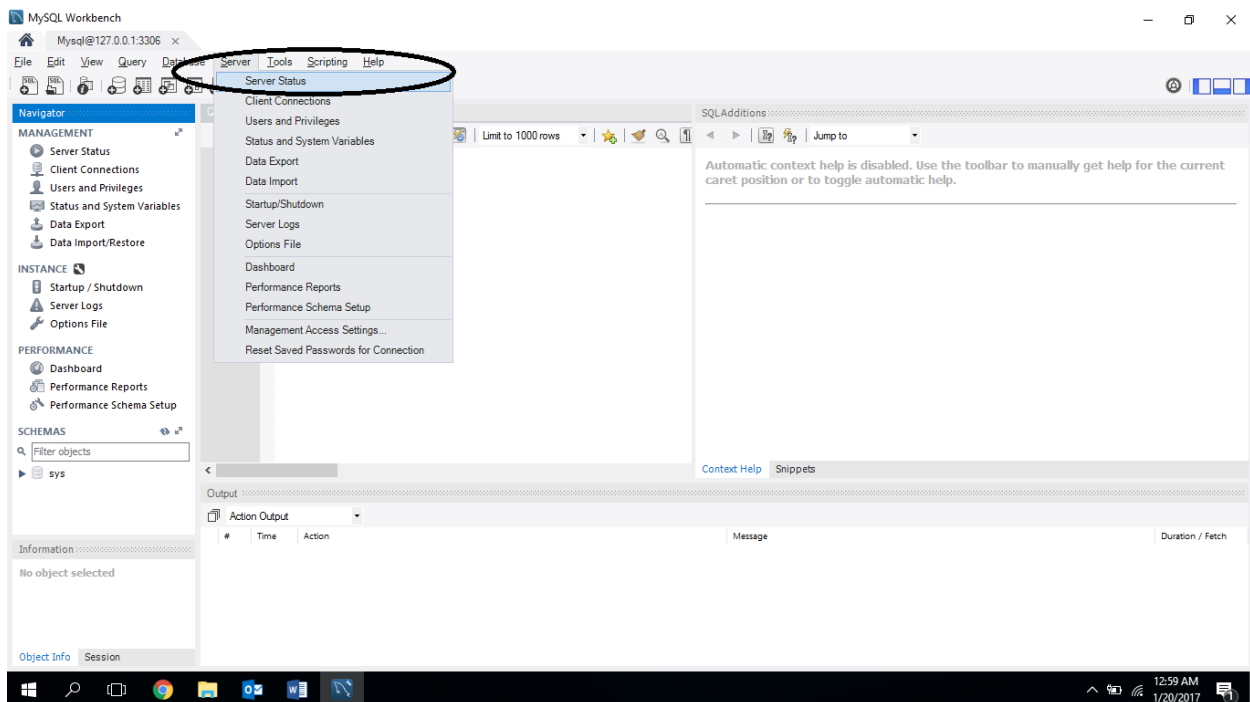 MySQL Workbench
Mysql@127.0.0.1:3306
File Edit View Query Database Server Tools Scripting Help
Server Status
Client Connections
Users and Privileges
Status and System Variables
Data Export
Data Import
Startup/Shutdown
Server Logs
Options File
Dashboard
Performance Reports
Performance Schema Setup
Management Access Settings...
Reset Saved Passwords for Connection
Navigator
MANAGEMENT
Server Status
Client Connections
Users and Privileges
Status and System Variables
Data Export
Data Import/Restore
INSTANCE
Startup / Shutdown
Server Logs
Options File
PERFORMANCE
Dashboard
Performance Reports
Performance Schema Setup
SCHEMAS
Filter objects
sys
Information
No object selected
Object Info Session
Limit to 1000 rows
SQLAdditions
Jump to
Automatic context help is disabled. Use the toolbar to manually get help for the current
caret position or to toggle automatic help.
Context Help Snippets
Output
Action Output
# Time Action Message Duration / Fetch
12:59 AM
1/20/2017